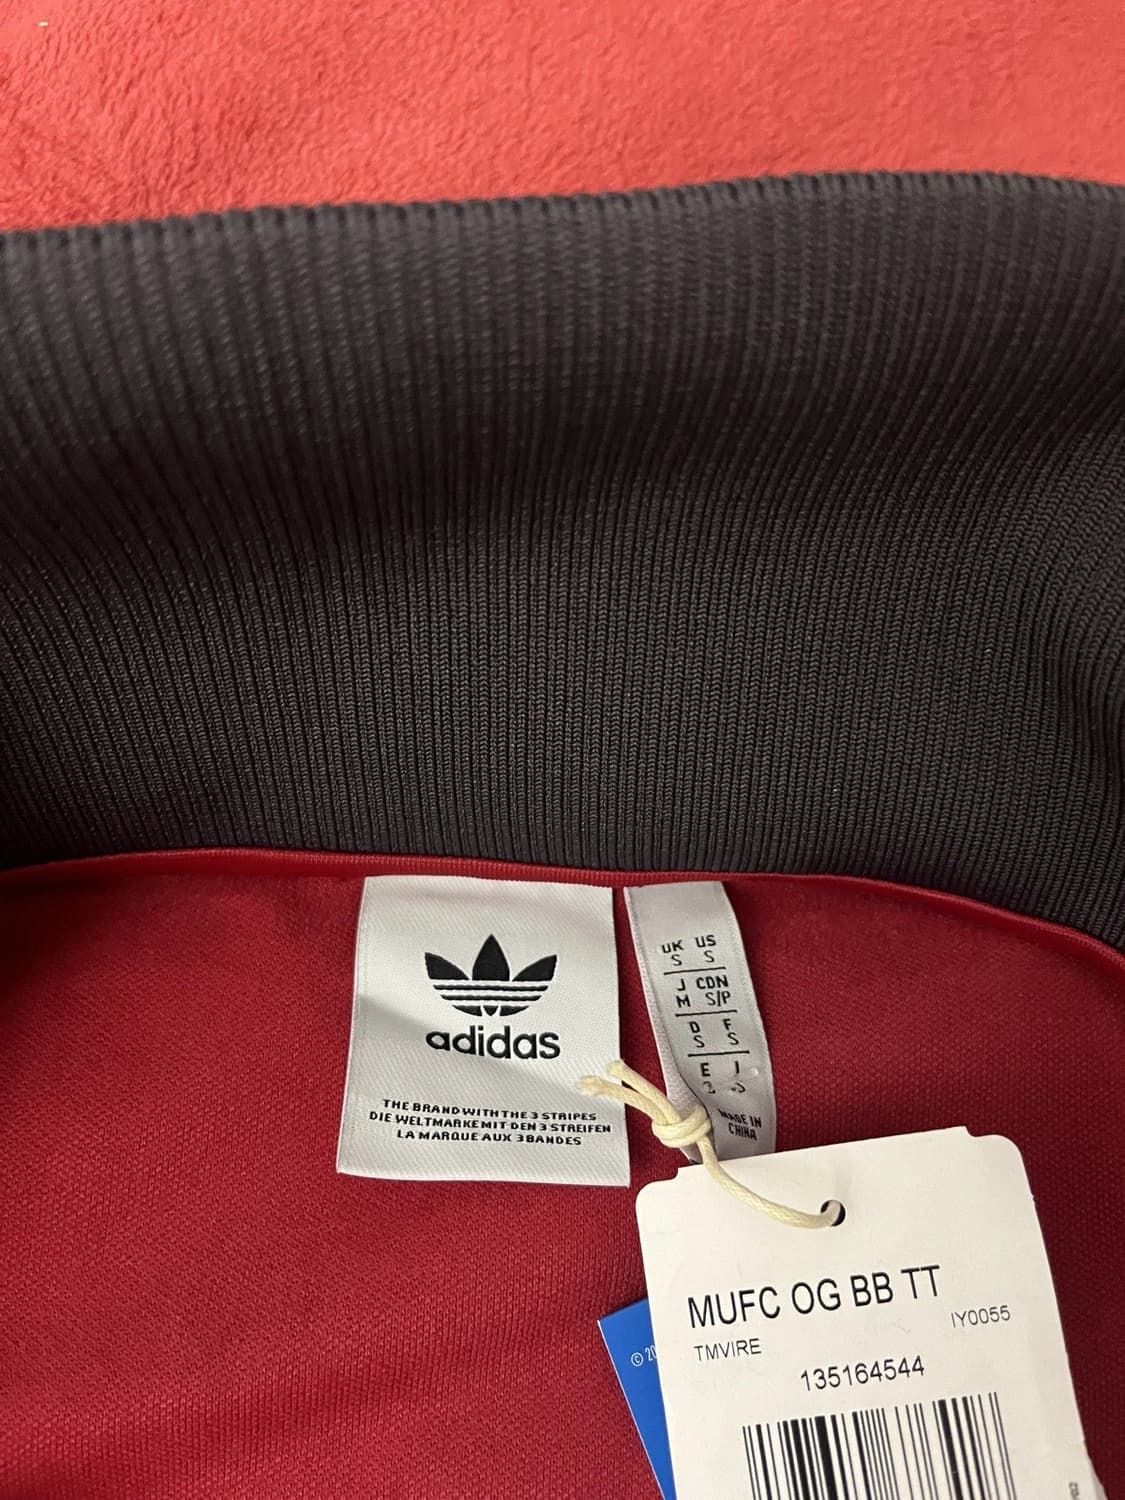 adidas
THE BRAND WITH THE 3 STRIPES
DIE WELTMARKE MIT DEN 3 STREIFEN
LA MARQUE AUX 3 BANDES
UK US
S S
J CDN
M S/P
D F
S S
E I
MADE IN
CHINA
MUFC OG BB TT
TMVIRE IY0055
135164544
© 20